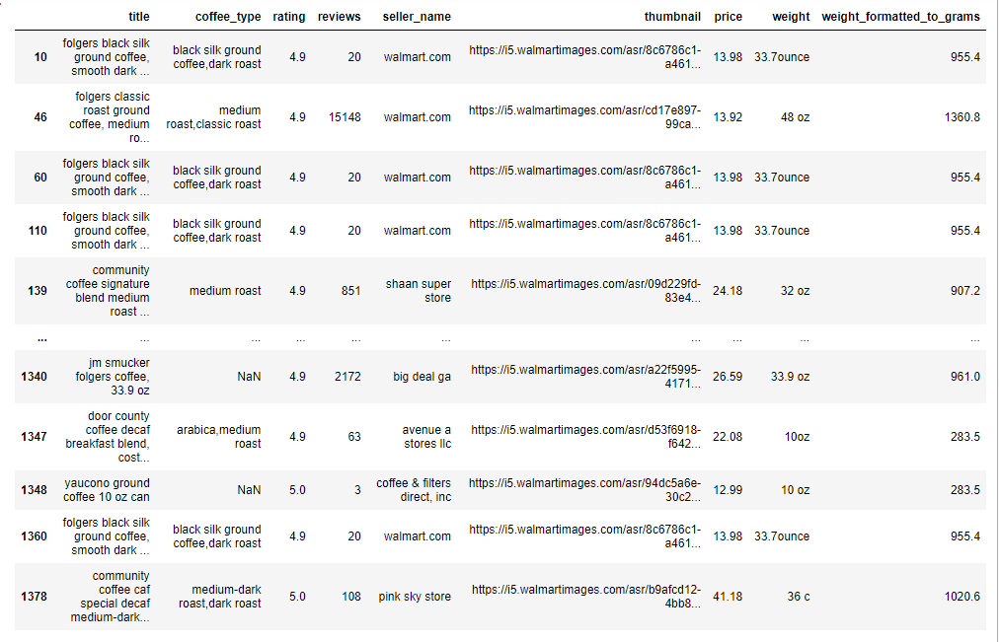 title coffee_type rating reviews seller_name thumbnail price weight weight_formatted_to_grams
folgers black silk
ground coffee,
smooth dark ...
10 black silk ground
coffee,dark roast 4.9 20 walmart.com https://i5.walmartimages.com/asr/8c6786c1-
a461... 13.98 33.7ounce 955.4
folgers classic
roast ground
coffee, medium
ro...
46 medium
roast,classic roast 4.9 15148 walmart.com https://i5.walmartimages.com/asr/cd17e897-
99ca... 13.92 48 oz 1360.8
folgers black silk
ground coffee,
smooth dark ...
60 black silk ground
coffee,dark roast 4.9 20 walmart.com https://i5.walmartimages.com/asr/8c6786c1-
a461... 13.98 33.7ounce 955.4
folgers black silk
ground coffee,
smooth dark ...
110 black silk ground
coffee,dark roast 4.9 20 walmart.com https://i5.walmartimages.com/asr/8c6786c1-
a461... 13.98 33.7ounce 955.4
community
coffee signature
blend medium
roast ...
139 medium roast 4.9 851 shaan super
store https://i5.walmartimages.com/asr/09d229fd-
83e4... 24.18 32 oz 907.2
... ... ... ... ... ... ... ... ... ...
jm smucker
folgers coffee,
33.9 oz
1340 NaN 4.9 2172 big deal ga https://i5.walmartimages.com/asr/a22f5995-
4171... 26.59 33.9 oz 961.0
door county
coffee decaf
breakfast blend,
cost...
1347 arabica,medium
roast 4.9 63 avenue a
stores llc https://i5.walmartimages.com/asr/d53f6918-
f642... 22.08 10oz 283.5
yaucono ground
coffee 10 oz can
1348 NaN 5.0 3 coffee & filters
direct, inc https://i5.walmartimages.com/asr/94dc5a6e-
30c2... 12.99 10 oz 283.5
folgers black silk
ground coffee,
smooth dark ...
1360 black silk ground
coffee,dark roast 4.9 20 walmart.com https://i5.walmartimages.com/asr/8c6786c1-
a461... 13.98 33.7ounce 955.4
community
coffee caf
special decaf
medium-dark...
1378 medium-dark
roast,dark roast 5.0 108 pink sky store https://i5.walmartimages.com/asr/b9afcd12-
4bb8... 41.18 36 c 1020.6